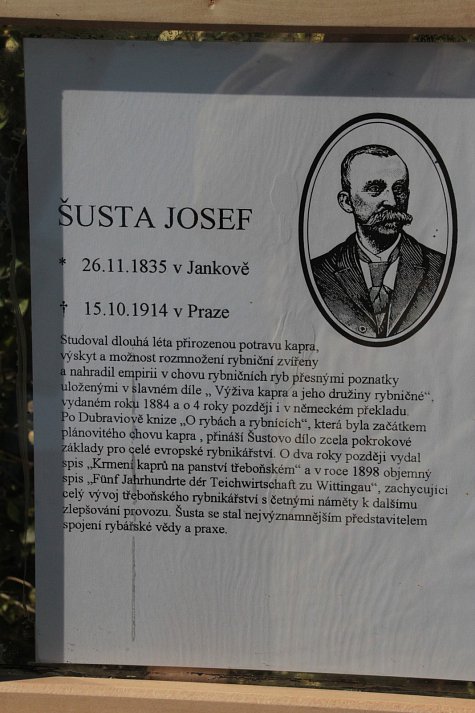 ŠUSTA JOSEF
* 26.11.1835 v Jankově
† 15.10.1914 v Praze
Studoval dlouhá léta přirozenou potravu kapra,
výskyt a možnost rozmnožení rybniční zvířeny
a nahradil empirii v chovu rybničních ryb přesnými poznatky
uloženými v slavném díle „ Výživa kapra a jeho družiny rybničné“,
vydaném roku 1884 a o 4 roky později i v německém překladu.
Po Dubraviově knize „O rybách a rybnících“, která byla začátkem
plánovitého chovu kapra , přináší Šustovo dílo zcela pokrokové
základy pro celé evropské rybnikářství. O dva roky později vydal
spis „Krmení kaprů na panství třeboňském“ a v roce 1898 objemný
spis „Fünf Jahrhundrte dér Teichwirtschaft zu Wittingau“, zachycující
celý vývoj třeboňského rybnikářství s četnými náměty k dalšímu
zlepšování provozu. Šusta se stal nejvýznamnějším představitelem
spojení rybářské vědy a praxe.